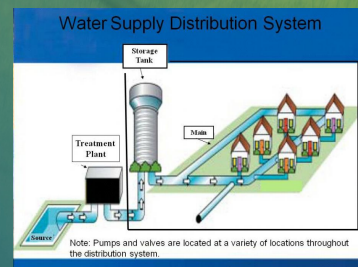 Water Supply Distribution System
Storage
Tank
Main
Treatment
Plant
Source
Note: Pumps and valves are located at a variety of locations throughout
the distribution system.